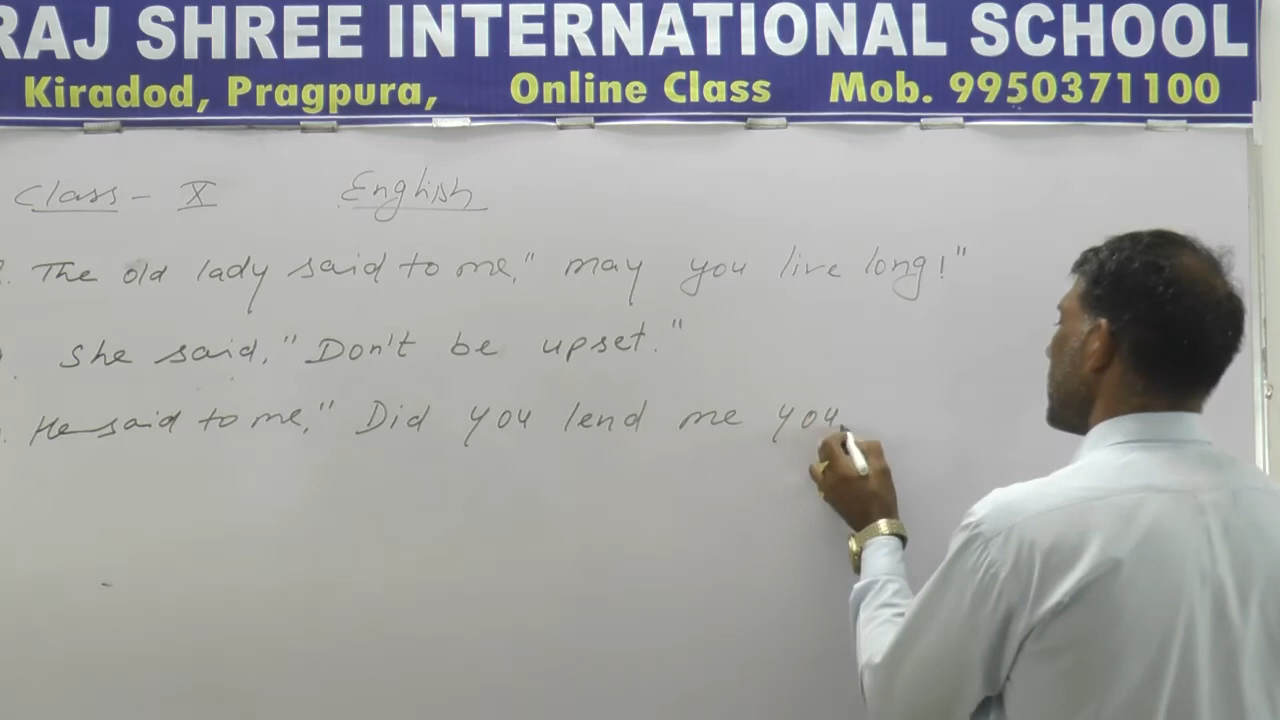 RAJ SHREE INTERNATIONAL SCHOOL
Kiradod, Pragpura, Online Class Mob. 9950371100
Class - X English
The old lady said to me," may you live long!"
She said," Don't be upset."
He said to me," Did you lend me you